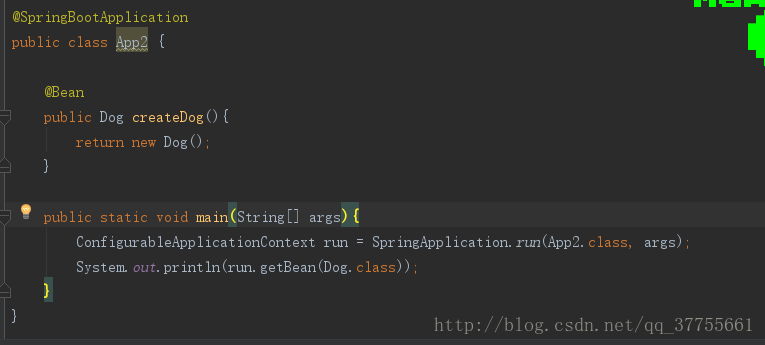 @SpringBootApplication
public class App2 {
@Bean
public Dog createDog(){
return new Dog();
}
public static void main(String[] args){
ConfigurableApplicationContext run = SpringApplication.run(App2.class, args);
System.out.println(run.getBean(Dog.class));
}
}
http://blog.csdn.net/qq_37755661